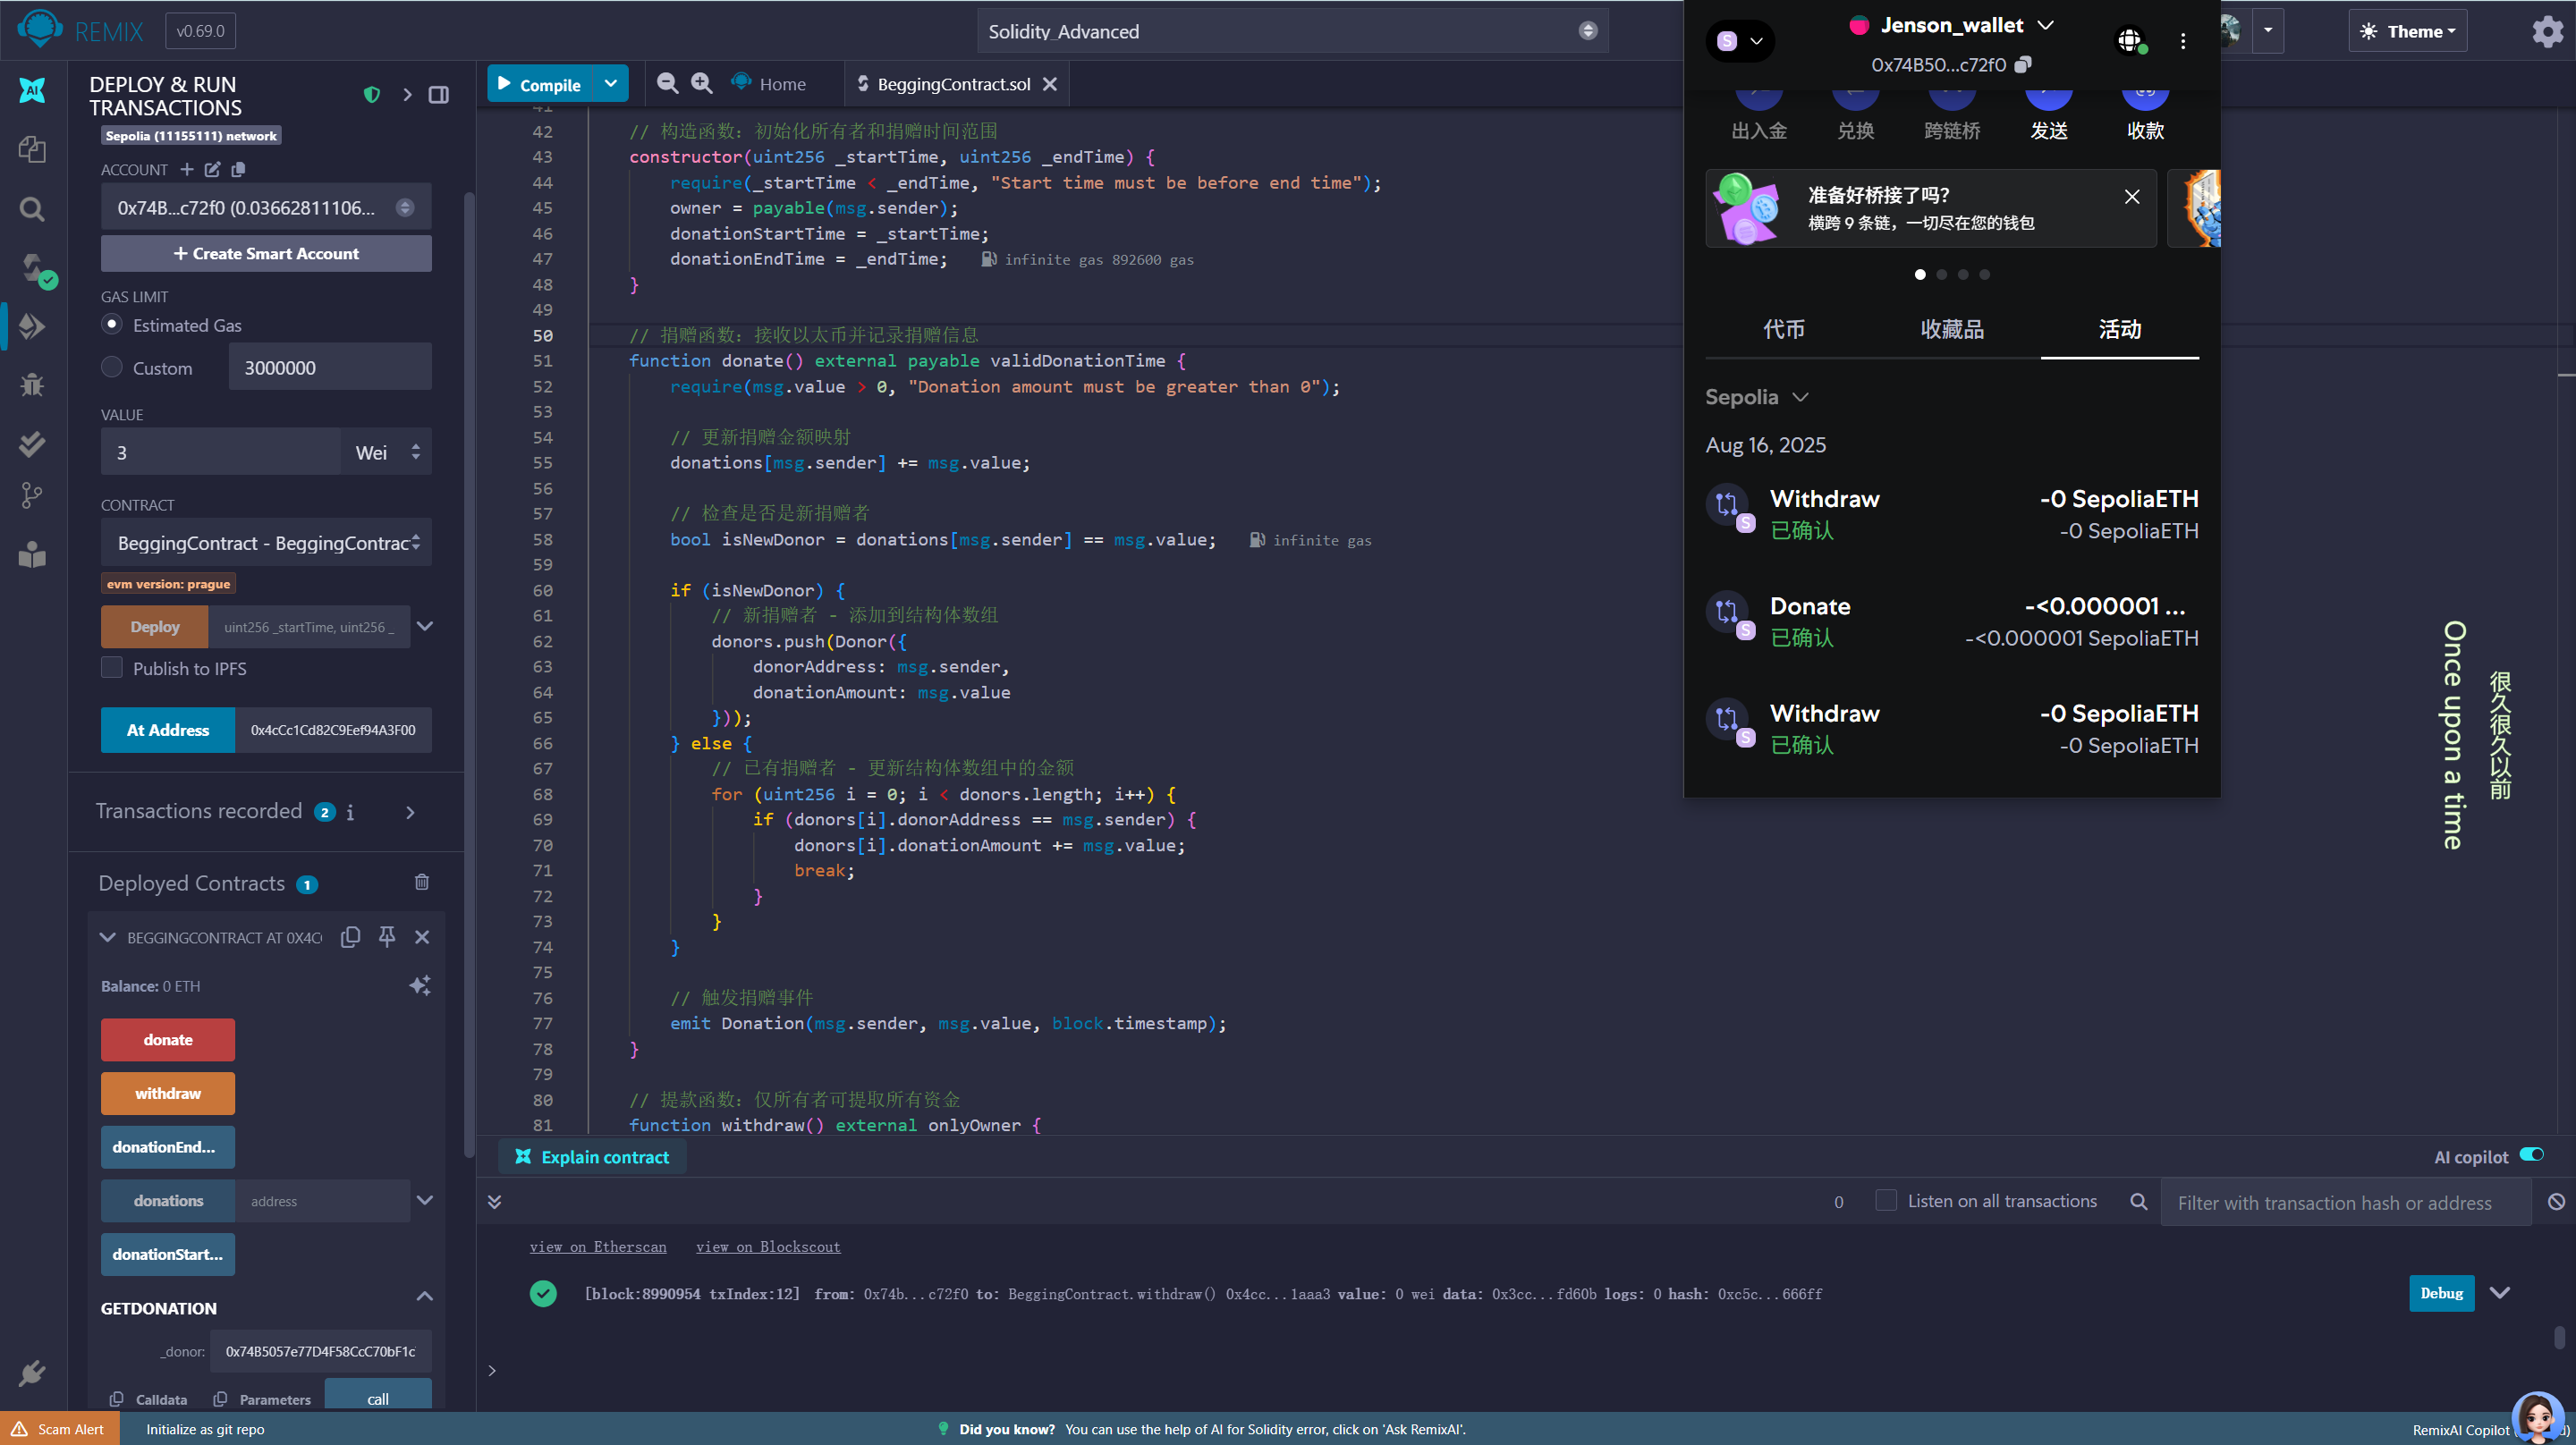 REMIX
v0.69.0
Solidity_Advanced
Theme
DEPLOY & RUN
TRANSACTIONS
Sepolia (11155111) network
ACCOUNT
0x74B...c72f0 (0.03662811106...
+ Create Smart Account
GAS LIMIT
Estimated Gas
Custom
3000000
VALUE
3
Wei
CONTRACT
BeggingContract - BeggingContrac
evm version: prague
Deploy
uint256 _startTime, uint256 _
Publish to IPFS
At Address
0x4cCc1Cd82C9Eef94A3F00
Transactions recorded 2 i
Deployed Contracts 1
BEGGINGCONTRACT AT 0X4C
Balance: 0 ETH
donate
withdraw
donationEnd...
donations
address
donationStart...
GETDONATION
_donor:
0x74B5057e77D4F58CcC70bF1c
Calldata
Parameters
call
Compile
Home
BeggingContract.sol
41
42 // 构造函数：初始化所有者和捐赠时间范围
43 constructor(uint256 _startTime, uint256 _endTime) {
44 require(_startTime < _endTime, "Start time must be before end time");
45 owner = payable(msg.sender);
46 donationStartTime = _startTime;
47 donationEndTime = _endTime; infinite gas 892600 gas
48 }
49
50 // 捐赠函数：接收以太币并记录捐赠信息
51 function donate() external payable validDonationTime {
52 require(msg.value > 0, "Donation amount must be greater than 0");
53
54 // 更新捐赠金额映射
55 donations[msg.sender] += msg.value;
56
57 // 检查是否是新捐赠者
58 bool isNewDonor = donations[msg.sender] == msg.value; infinite gas
59
60 if (isNewDonor) {
61 // 新捐赠者 - 添加到结构体数组
62 donors.push(Donor({
63 donorAddress: msg.sender,
64 donationAmount: msg.value
65 }));
66 } else {
67 // 已有捐赠者 - 更新结构体数组中的金额
68 for (uint256 i = 0; i < donors.length; i++) {
69 if (donors[i].donorAddress == msg.sender) {
70 donors[i].donationAmount += msg.value;
71 break;
72 }
73 }
74 }
75
76 // 触发捐赠事件
77 emit Donation(msg.sender, msg.value, block.timestamp);
78 }
79
80 // 提款函数：仅所有者可提取所有资金
81 function withdraw() external onlyOwner {
S
Jenson_wallet
0x74B50...c72f0
出入金
兑换
跨链桥
发送
收款
准备好桥接了吗？
横跨 9 条链，一切尽在您的钱包
代币
收藏品
活动
Sepolia
Aug 16, 2025
Withdraw
-0 SepoliaETH
S
已确认
-0 SepoliaETH
Donate
-<0.000001 ...
S
已确认
-<0.000001 SepoliaETH
Withdraw
-0 SepoliaETH
S
已确认
-0 SepoliaETH
很久很久以前
Once upon a time
Explain contract
AI copilot
0
Listen on all transactions
Filter with transaction hash or address
view on Etherscan
view on Blockscout
[block:8990954 txIndex:12] from: 0x74b...c72f0 to: BeggingContract.withdraw() 0x4cc...1aaa3 value: 0 wei data: 0x3cc...fd60b logs: 0 hash: 0xc5c...666ff
Debug
>
Scam Alert
Initialize as git repo
Did you know? You can use the help of AI for Solidity error, click on 'Ask RemixAI'.
RemixAI Copilot